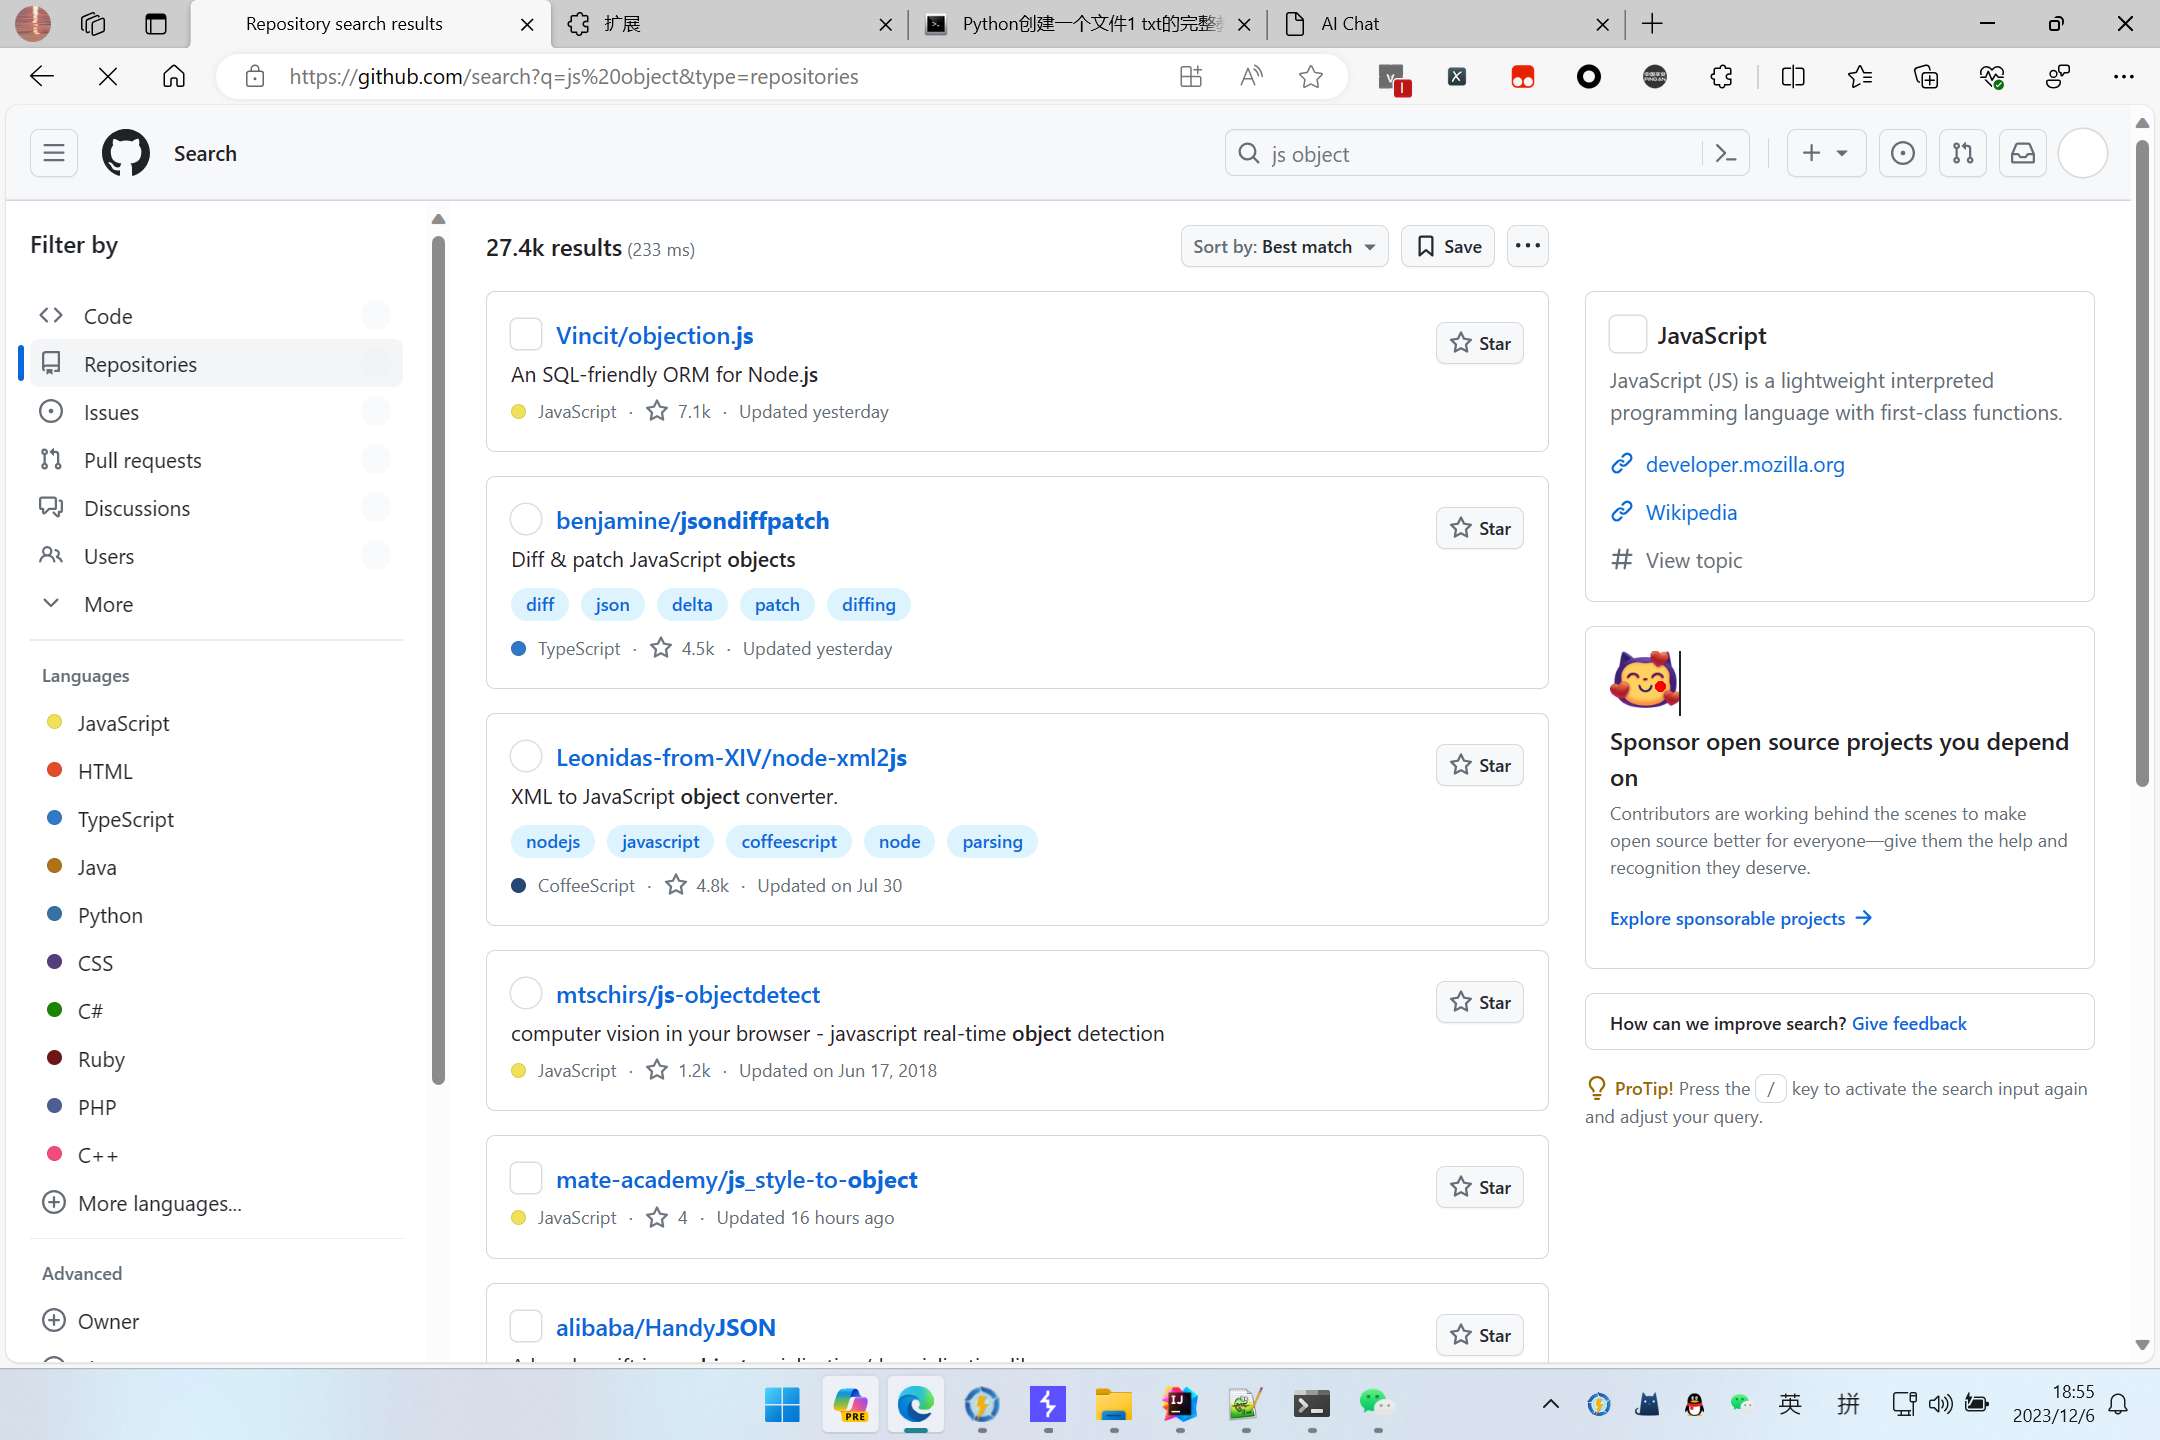 Repository search results
扩展
Python创建一个文件1 txt的完整
AI Chat
https://github.com/search?q=js%20object&type=repositories
Search
js object
Filter by
Code
Repositories
Issues
Pull requests
Discussions
Users
More
Languages
JavaScript
HTML
TypeScript
Java
Python
CSS
C#
Ruby
PHP
C++
More languages...
Advanced
Owner
27.4k results (233 ms)
Sort by: Best match
Save
Vincit/objection.js
Star
An SQL-friendly ORM for Node.js
JavaScript · 7.1k · Updated yesterday
benjamine/jsondiffpatch
Star
Diff & patch JavaScript objects
diff json delta patch diffing
TypeScript · 4.5k · Updated yesterday
Leonidas-from-XIV/node-xml2js
Star
XML to JavaScript object converter.
nodejs javascript coffeescript node parsing
CoffeeScript · 4.8k · Updated on Jul 30
mtschirs/js-objectdetect
Star
computer vision in your browser - javascript real-time object detection
JavaScript · 1.2k · Updated on Jun 17, 2018
mate-academy/js_style-to-object
Star
JavaScript · 4 · Updated 16 hours ago
alibaba/HandyJSON
Star
JavaScript
JavaScript (JS) is a lightweight interpreted
programming language with first-class functions.
developer.mozilla.org
Wikipedia
View topic
Sponsor open source projects you depend
on
Contributors are working behind the scenes to make
open source better for everyone—give them the help and
recognition they deserve.
Explore sponsorable projects
How can we improve search? Give feedback
ProTip! Press the / key to activate the search input again
and adjust your query.
PRE
英
拼
18:55
2023/12/6